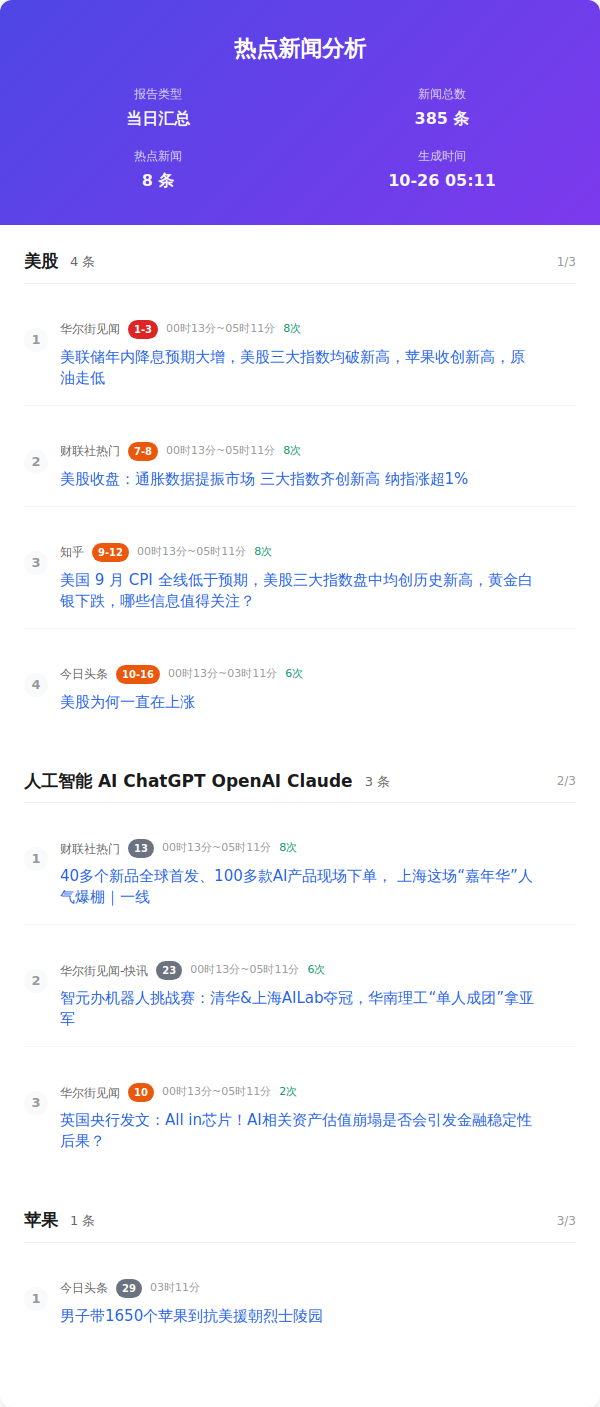 热点新闻分析
报告类型
新闻总数
当日汇总
385 条
热点新闻
生成时间
8 条
10-26 05:11
美股 4 条 1/3
1
华尔街见闻 1-3 00时13分~05时11分 8次
美联储年内降息预期大增，美股三大指数均破新高，苹果收创新高，原
油走低
2
财联社热门 7-8 00时13分~05时11分 8次
美股收盘：通胀数据提振市场 三大指数齐创新高 纳指涨超1%
3
知乎 9-12 00时13分~05时11分 8次
美国 9 月 CPI 全线低于预期，美股三大指数盘中均创历史新高，黄金白
银下跌，哪些信息值得关注？
4
今日头条 10-16 00时13分~03时11分 6次
美股为何一直在上涨
人工智能 AI ChatGPT OpenAI Claude 3 条 2/3
1
财联社热门 13 00时13分~05时11分 8次
40多个新品全球首发、100多款AI产品现场下单， 上海这场“嘉年华”人
气爆棚｜一线
2
华尔街见闻-快讯 23 00时13分~05时11分 6次
智元办机器人挑战赛：清华&上海AILab夺冠，华南理工“单人成团”拿亚
军
3
华尔街见闻 10 00时13分~05时11分 2次
英国央行发文：All in芯片！AI相关资产估值崩塌是否会引发金融稳定性
后果？
苹果 1 条 3/3
1
今日头条 29 03时11分
男子带1650个苹果到抗美援朝烈士陵园